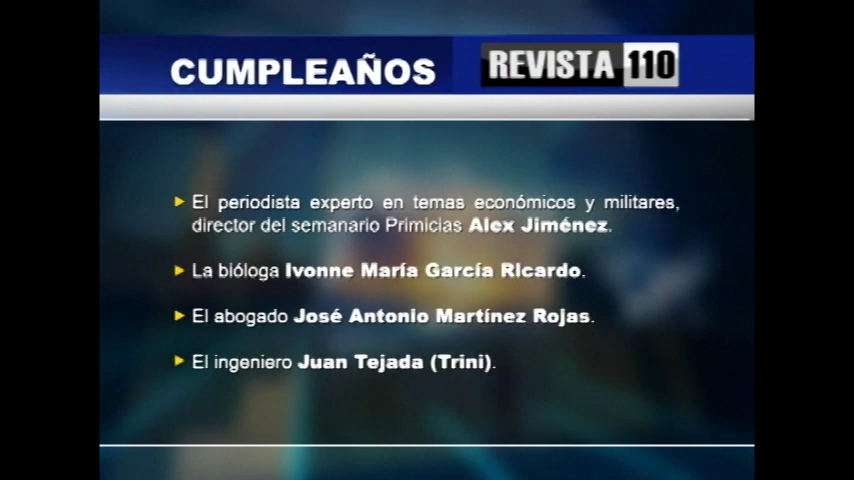 CUMPLEAÑOS
REVISTA 110
El periodista experto en temas económicos y militares,
director del semanario Primicias Alex Jiménez.
La bióloga Ivonne María García Ricardo.
El abogado José Antonio Martínez Rojas.
El ingeniero Juan Tejada (Trini).